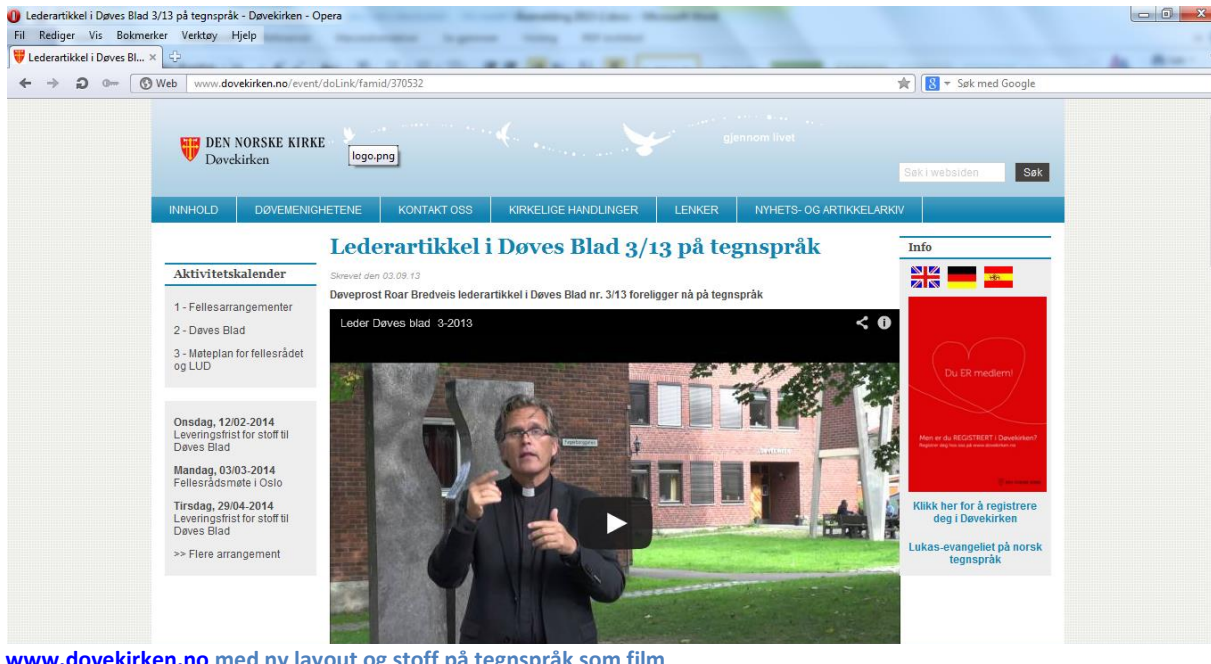 Lederartikkel i Døves Blad 3/13 på tegnspråk - Døvekirken - Opera
Fil Rediger Vis Bokmerker Verktøy Hjelp
Lederartikkel i Døves Bl...
Web www.dovekirken.no/event/doLink/famid/370532
Søk med Google
DEN NORSKE KIRKE
Døvekirken
logo.png
gjennom livet
Søk i websiden Søk
INNHOLD DØVEMENIGHETENE KONTAKT OSS KIRKELIGE HANDLINGER LENKER NYHETS- OG ARTIKKELARKIV
Aktivitetskalender
1 - Fellesarrangementer
2 - Døves Blad
3 - Møteplan for fellesrådet
og LUD
Onsdag, 12/02-2014
Leveringsfrist for stoff til
Døves Blad
Mandag, 03/03-2014
Fellesrådsmøte i Oslo
Tirsdag, 29/04-2014
Leveringsfrist for stoff til
Døves Blad
>> Flere arrangement
Lederartikkel i Døves Blad 3/13 på tegnspråk
Skrevet den 03.09.13
Døveprost Roar Bredveis lederartikkel i Døves Blad nr. 3/13 foreligger nå på tegnspråk
Leder Døves blad 3-2013
Info
Du ER medlem!
Men er du REGISTRERT i Døvekirken?
Klikk her for å registrere
deg i Døvekirken
Lukas-evangeliet på norsk
tegnspråk
www.dovekirken.no med ny layout og stoff på tegnspråk som film